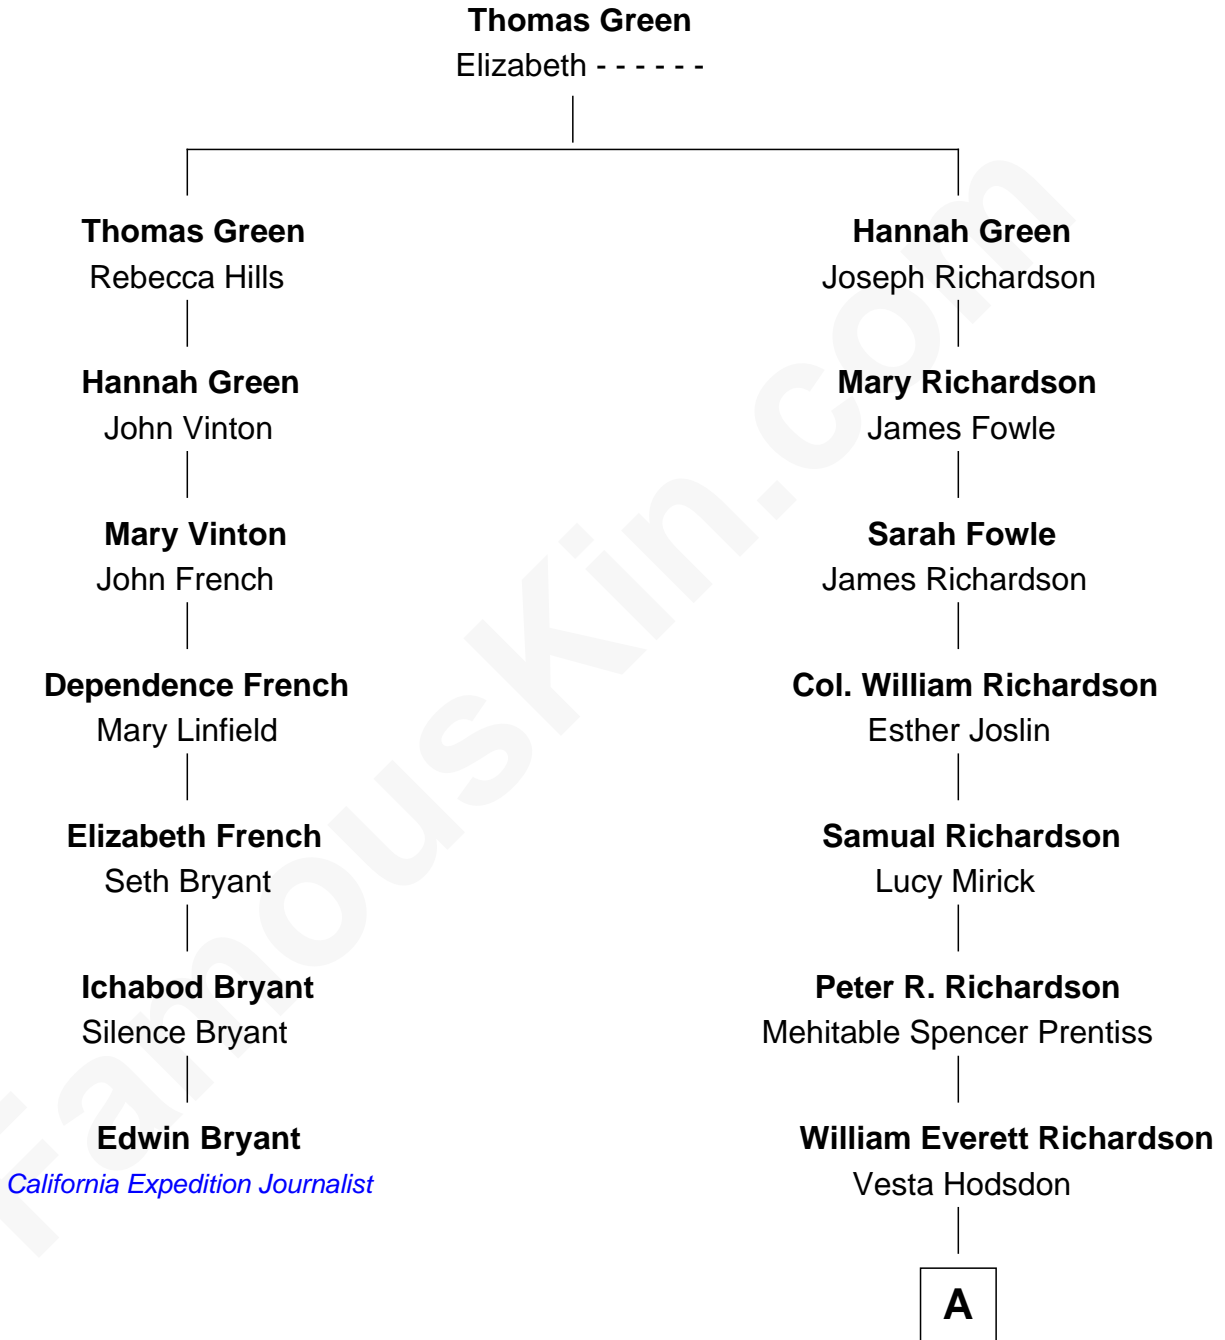 Thomas Green
Elizabeth - - - - - -
Thomas Green
Rebecca Hills
Hannah Green
Joseph Richardson
Hannah Green
John Vinton
Mary Richardson
James Fowle
Mary Vinton
John French
Sarah Fowle
James Richardson
Dependence French
Mary Linfield
Col. William Richardson
Esther Joslin
Elizabeth French
Seth Bryant
Samual Richardson
Lucy Mirick
Ichabod Bryant
Silence Bryant
Peter R. Richardson
Mehitable Spencer Prentiss
Edwin Bryant
California Expedition Journalist
William Everett Richardson
Vesta Hodsdon
A
FamousKin.com